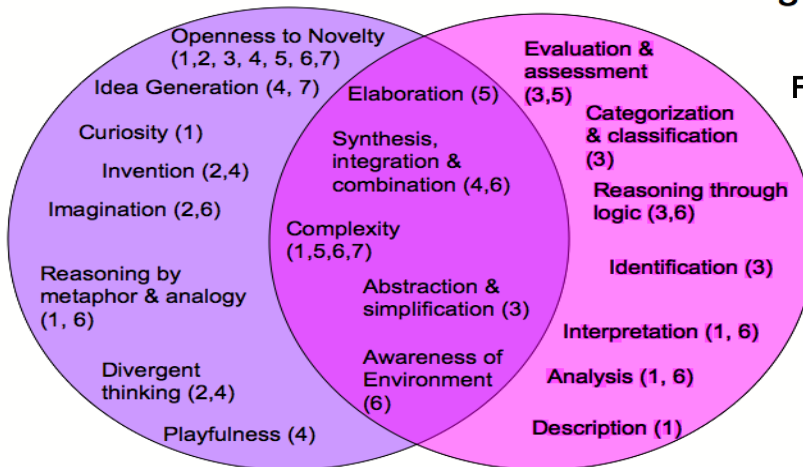 Openness to Novelty
(1,2, 3, 4, 5, 6,7)
Idea Generation (4, 7)
Curiosity (1)
Invention (2,4)
Imagination (2,6)
Reasoning by
metaphor & analogy
(1, 6)
Divergent
thinking (2,4)
Playfulness (4)
Elaboration (5)
Synthesis,
integration &
combination (4,6)
Complexity
(1,5,6,7)
Abstraction &
simplification (3)
Awareness of
Environment
(6)
Evaluation &
assessment
(3,5)
Categorization
& classification
(3)
Reasoning through
logic (3,6)
Identification (3)
Interpretation (1, 6)
Analysis (1, 6)
Description (1)